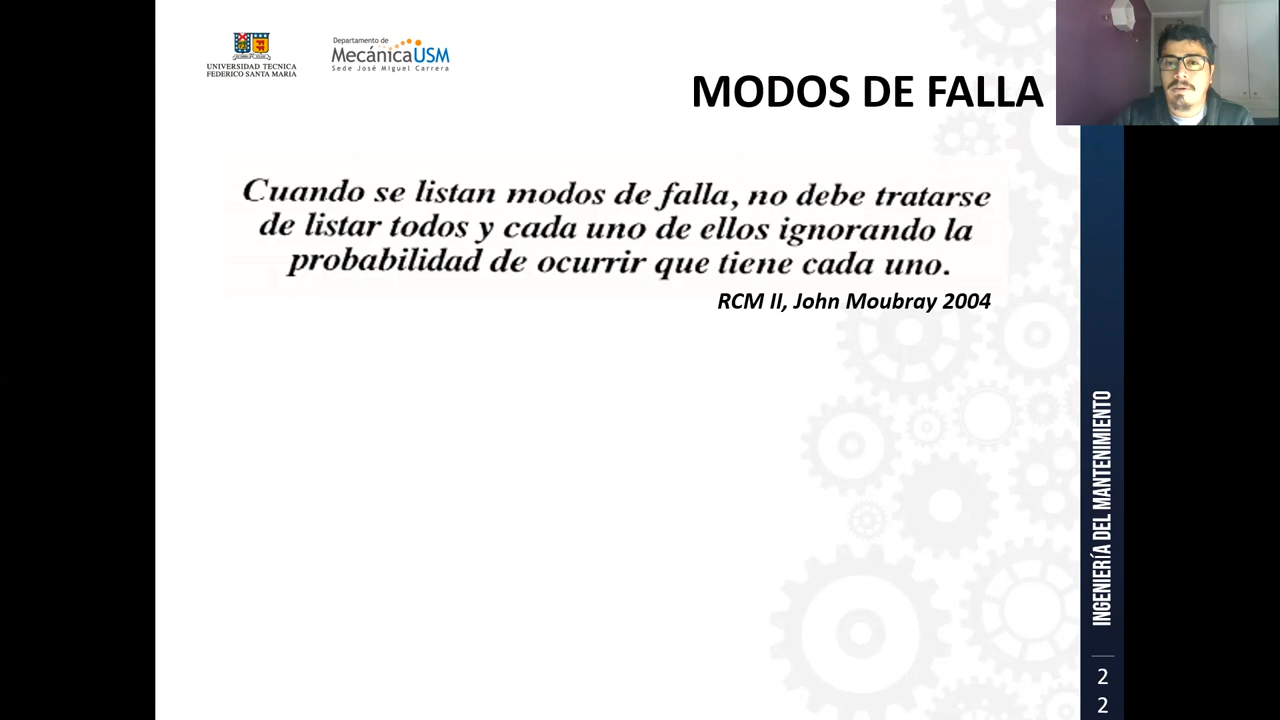 UNIVERSIDAD TECNICA
FEDERICO SANTA MARIA
Departamento de
MecánicaUSM
Sede José Miguel Carrera
MODOS DE FALLA
Cuando se listan modos de falla, no debe tratarse
de listar todos y cada uno de ellos ignorando la
probabilidad de ocurrir que tiene cada uno.
RCM II, John Moubray 2004
INGENIERÍA DEL MANTENIMIENTO
2
2